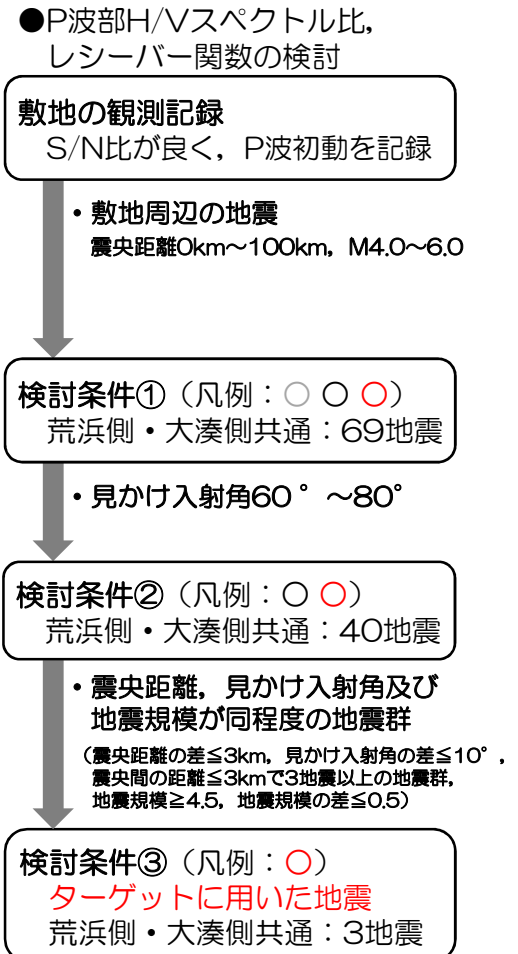 ●P波部H/Vスペクトル比,
レシーバー関数の検討
敷地の観測記録
S/N比が良く，P波初動を記録
・敷地周辺の地震
震央距離0km～100km，M4.0～6.0
検討条件①（凡例：○ ○ ○）
荒浜側・大湊側共通：69地震
・見かけ入射角60°～80°
検討条件②（凡例：○ ○）
荒浜側・大湊側共通：40地震
・震央距離，見かけ入射角及び
地震規模が同程度の地震群
（震央距離の差≦3km，見かけ入射角の差≦10°，
震央間の距離≦3kmで3地震以上の地震群，
地震規模≧4.5，地震規模の差≦0.5）
検討条件③（凡例：○）
ターゲットに用いた地震
荒浜側・大湊側共通：3地震